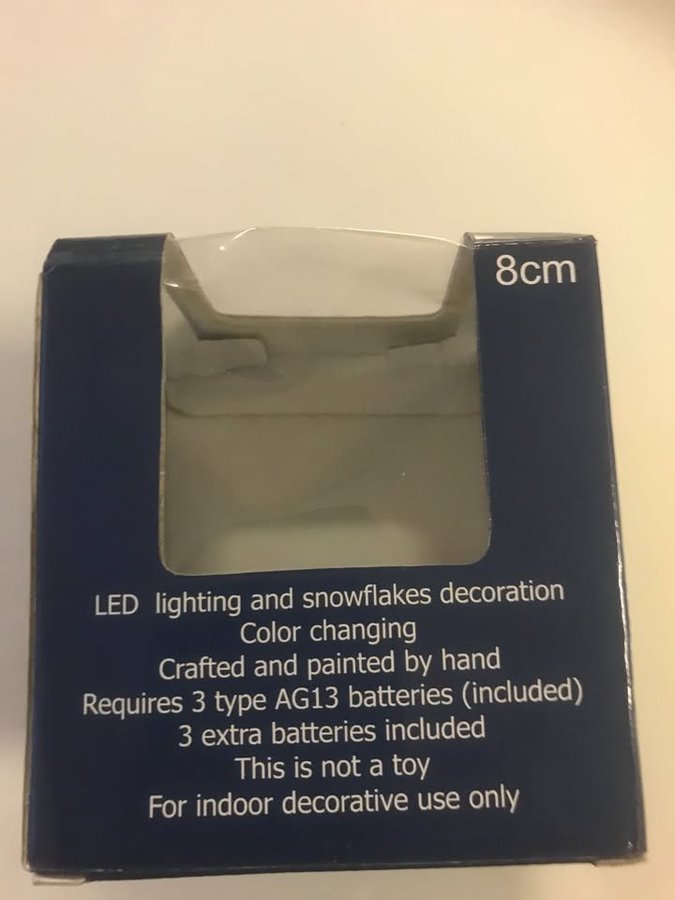 8cm
LED lighting and snowflakes decoration
Color changing
Crafted and painted by hand
Requires 3 type AG13 batteries (included)
3 extra batteries included
This is not a toy
For indoor decorative use only